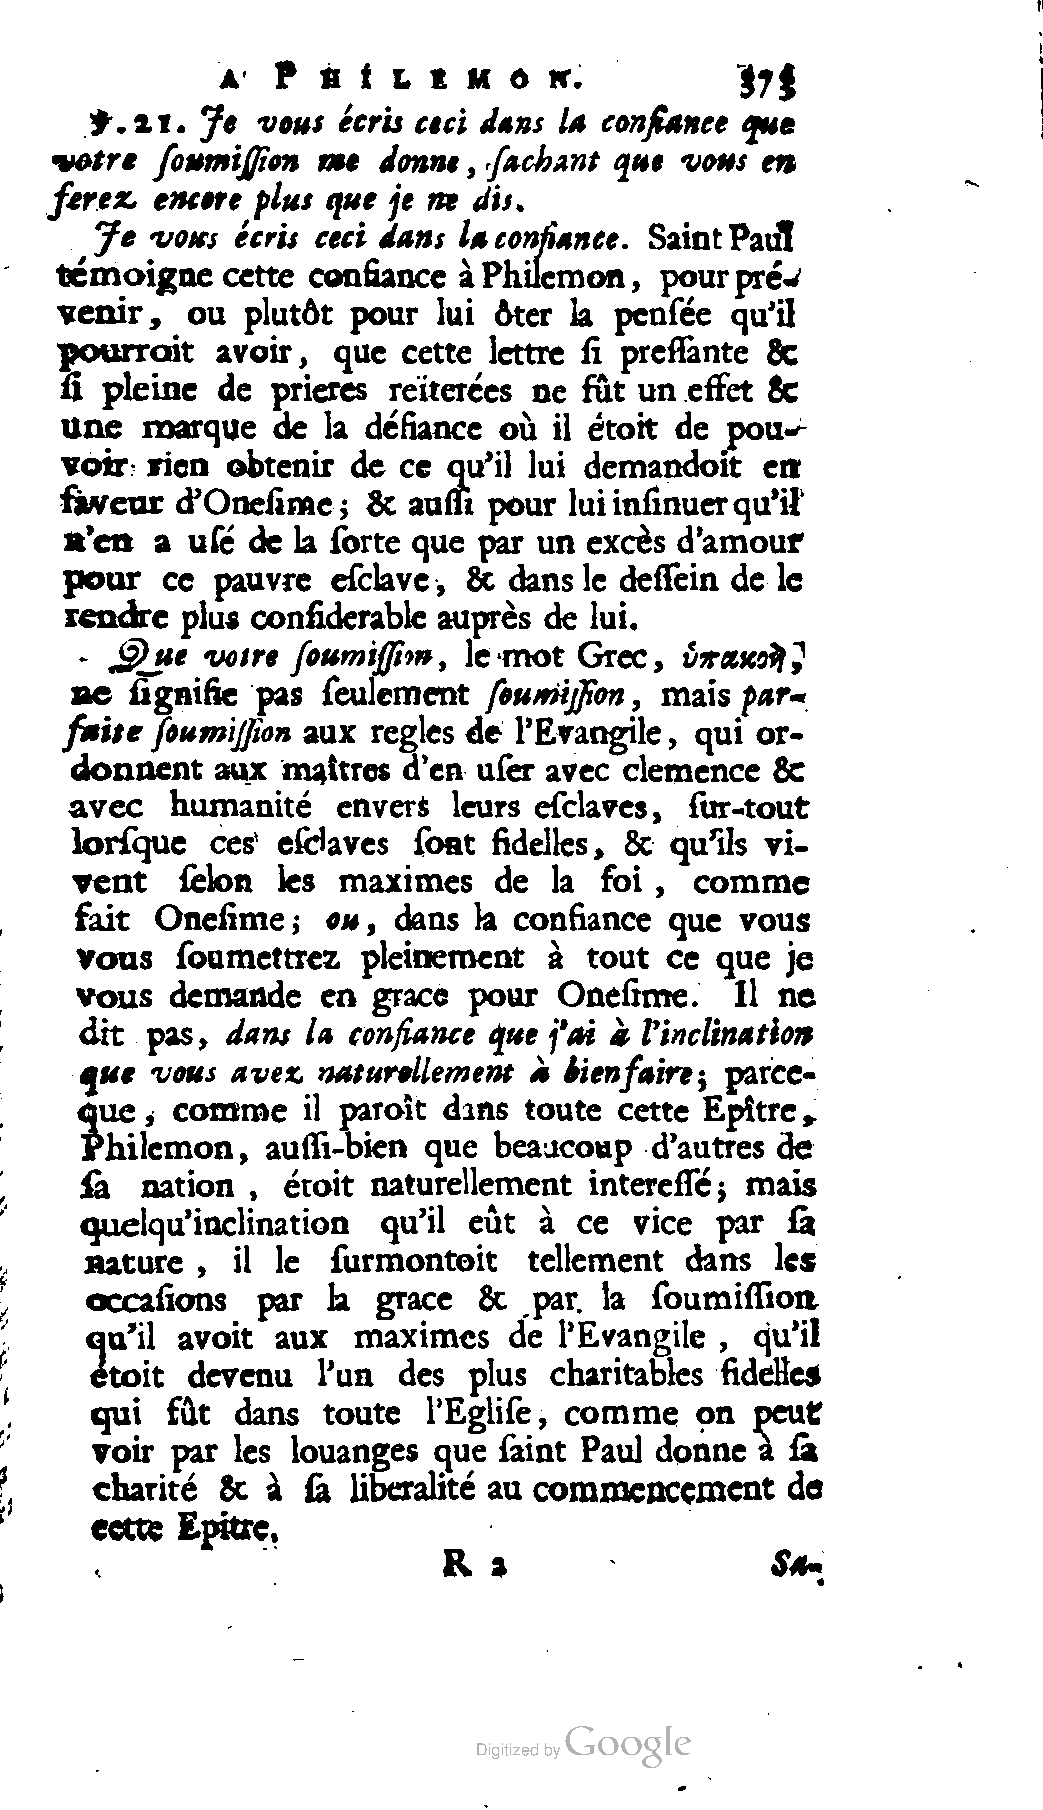 A PHILEMON. 375
℣. 21. Je vous écris ceci dans la confiance que
votre ſoumiſſion me donne, ſachant que vous en
ferez encore plus que je ne dis.
Je vous écris ceci dans la confiance. Saint Paul
témoigne cette confiance à Philemon, pour pré-
venir, ou plutôt pour lui ôter la penſée qu'il
pourroit avoir, que cette lettre ſi preſſante &
ſi pleine de prieres reïterées ne fût un effet &
une marque de la défiance où il étoit de pou-
voir rien obtenir de ce qu'il lui demandoit en
faveur d'Oneſime; & auſſi pour lui inſinuer qu'il
n'en a uſé de la ſorte que par un excès d'amour
pour ce pauvre eſclave, & dans le deſſein de le
rendre plus conſiderable auprès de lui.
Que votre ſoumiſſion, le mot Grec, ὑπακοὴ,
ne ſignifie pas ſeulement ſoumiſſion, mais par-
faite ſoumiſſion aux regles de l'Evangile, qui or-
donnent aux maîtres d'en uſer avec clemence &
avec humanité envers leurs eſclaves, ſur-tout
lorſque ces eſclaves ſont fidelles, & qu'ils vi-
vent ſelon les maximes de la foi, comme
fait Oneſime; ou, dans la confiance que vous
vous ſoumettrez pleinement à tout ce que je
vous demande en grace pour Oneſime. Il ne
dit pas, dans la confiance que j'ai à l'inclination
que vous avez naturellement à bien faire; parce-
que, comme il paroît dans toute cette Epître,
Philemon, auſſi-bien que beaucoup d'autres de
ſa nation, étoit naturellement intereſſé; mais
quelqu'inclination qu'il eût à ce vice par ſa
nature, il le ſurmontoit tellement dans les
occaſions par la grace & par la ſoumiſſion
qu'il avoit aux maximes de l'Evangile, qu'il
étoit devenu l'un des plus charitables fidelles
qui fût dans toute l'Egliſe, comme on peut
voir par les louanges que ſaint Paul donne à ſa
charité & à ſa liberalité au commencement de
cette Epitre.
R 2 Sa-
Digitized by Google